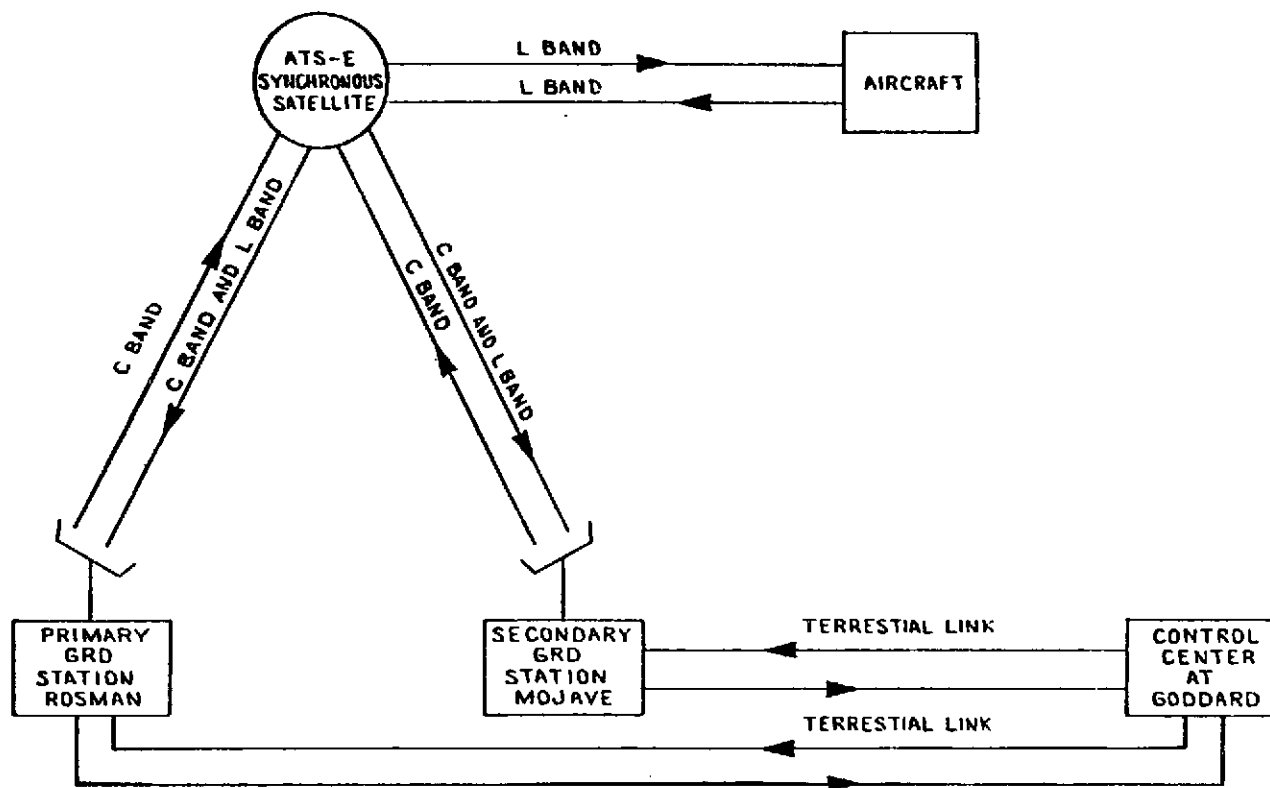 ATS-E
SYNCHRONOUS
SATELLITE
L BAND
L BAND
AIRCRAFT
C BAND
C BAND AND L BAND
C BAND
C BAND AND L BAND
PRIMARY
GRD
STATION
ROSMAN
SECONDARY
GRD
STATION
MOJAVE
TERRESTIAL LINK
CONTROL
CENTER
AT
GODDARD
TERRESTIAL LINK